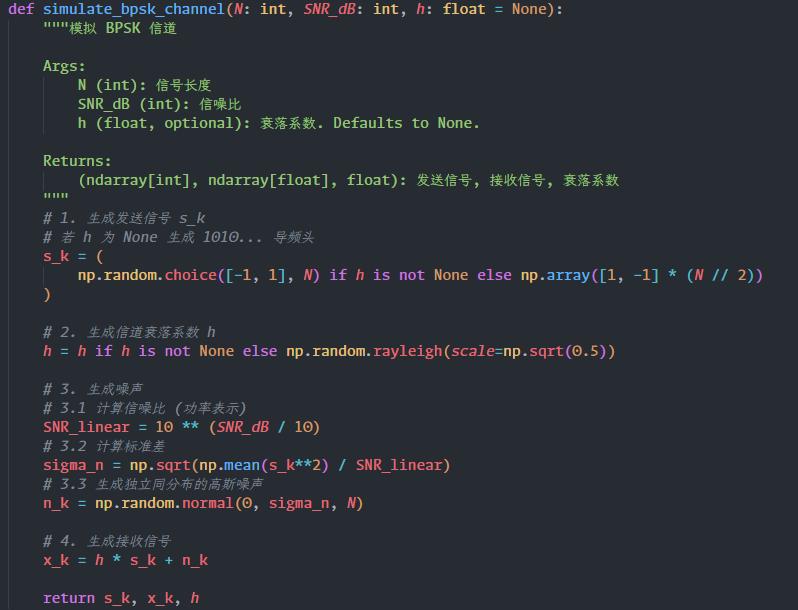 def simulate_bpsk_channel(N: int, SNR_dB: int, h: float = None):
    """模拟 BPSK 信道

    Args:
        N (int): 信号长度
        SNR_dB (int): 信噪比
        h (float, optional): 衰落系数. Defaults to None.

    Returns:
        (ndarray[int], ndarray[float], float): 发送信号, 接收信号, 衰落系数
    """
    # 1. 生成发送信号 s_k
    # 若 h 为 None 生成 1010... 导频头
    s_k = (
        np.random.choice([-1, 1], N) if h is not None else np.array([1, -1] * (N // 2))
    )

    # 2. 生成信道衰落系数 h
    h = h if h is not None else np.random.rayleigh(scale=np.sqrt(0.5))

    # 3. 生成噪声
    # 3.1 计算信噪比 (功率表示)
    SNR_linear = 10 ** (SNR_dB / 10)
    # 3.2 计算标准差
    sigma_n = np.sqrt(np.mean(s_k**2) / SNR_linear)
    # 3.3 生成独立同分布的高斯噪声
    n_k = np.random.normal(0, sigma_n, N)

    # 4. 生成接收信号
    x_k = h * s_k + n_k

    return s_k, x_k, h